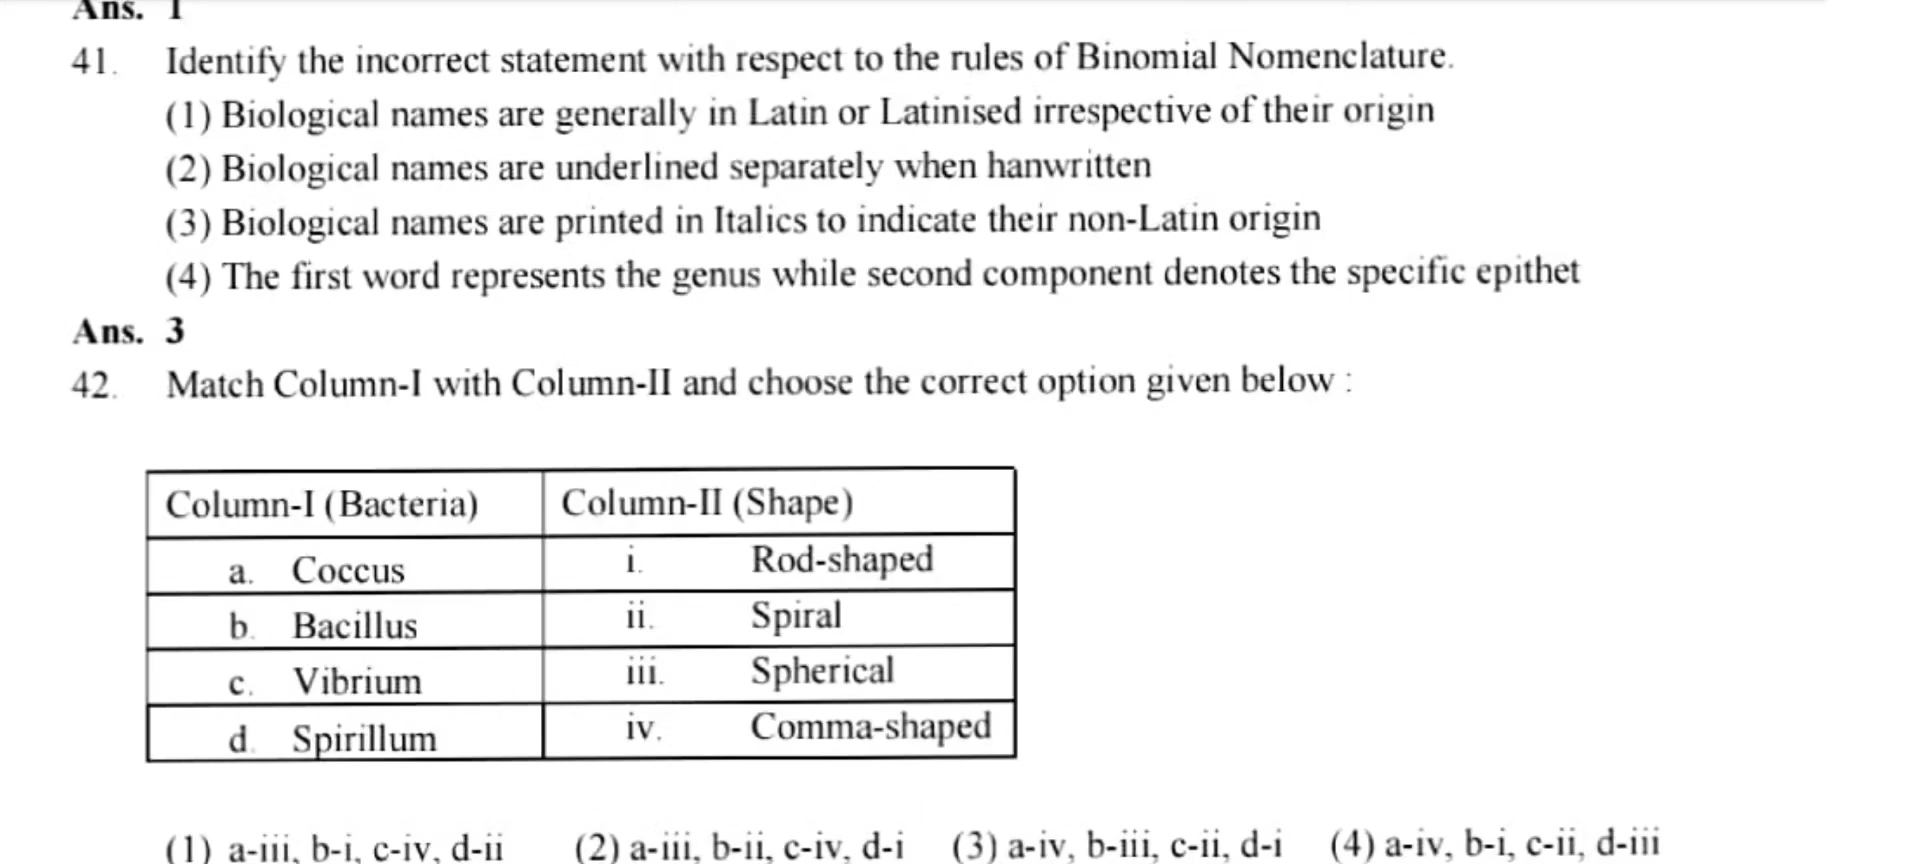 Ans. 1
41. Identify the incorrect statement with respect to the rules of Binomial Nomenclature.
(1) Biological names are generally in Latin or Latinised irrespective of their origin
(2) Biological names are underlined separately when hanwritten
(3) Biological names are printed in Italics to indicate their non-Latin origin
(4) The first word represents the genus while second component denotes the specific epithet
Ans. 3
42. Match Column-I with Column-II and choose the correct option given below :
Column-I (Bacteria) Column-II (Shape)
a. Coccus i. Rod-shaped
b. Bacillus ii. Spiral
c. Vibrium iii. Spherical
d. Spirillum iv. Comma-shaped
(1) a-iii, b-i, c-iv, d-ii (2) a-iii, b-ii, c-iv, d-i (3) a-iv, b-iii, c-ii, d-i (4) a-iv, b-i, c-ii, d-iii